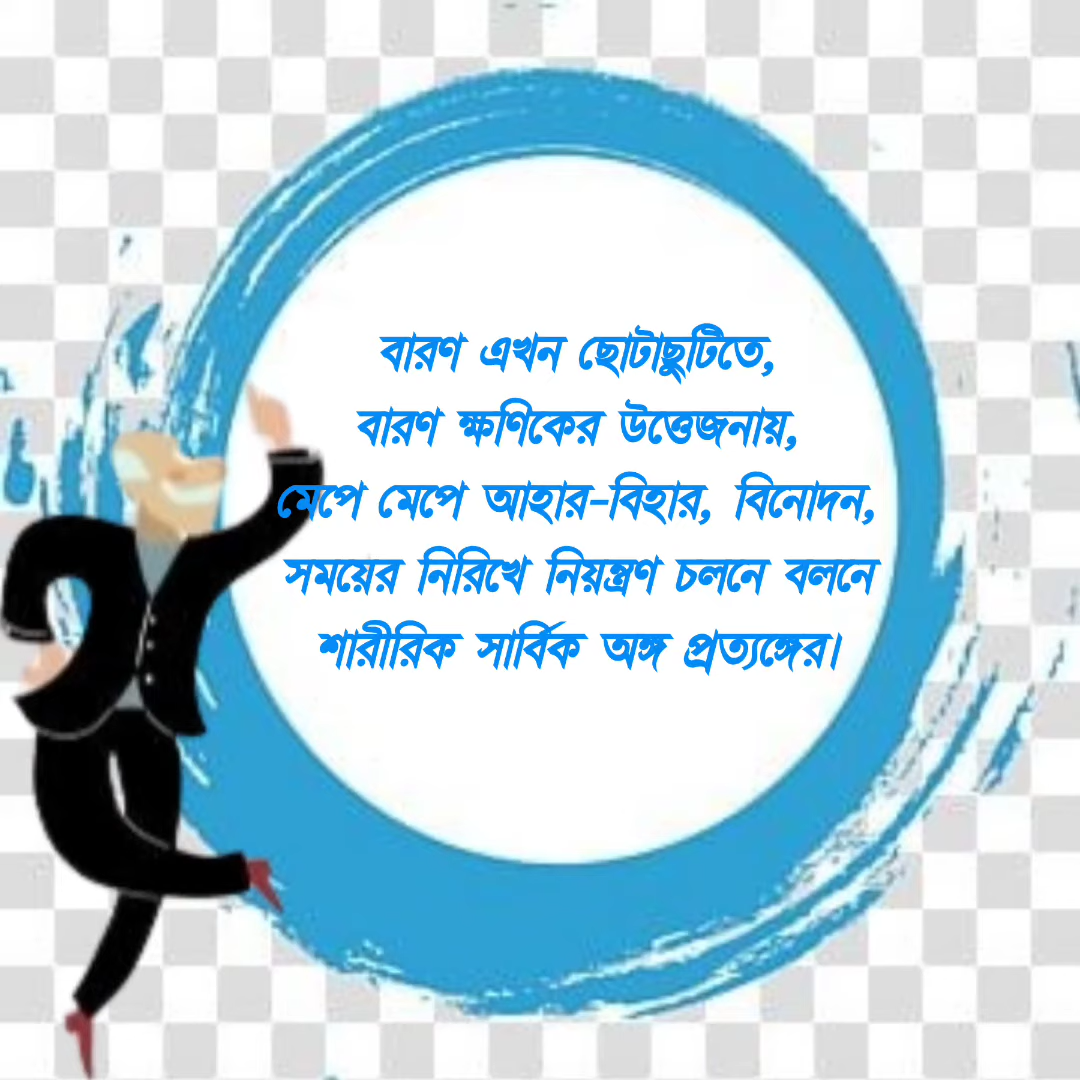 বারণ এখন ছোটাছুটিতে,
বারণ ক্ষণিকের উত্তেজনায়,
মেপে মেপে আহার-বিহার, বিনোদন,
সময়ের নিরিখে নিয়ন্ত্রণ চলনে বলনে
শারীরিক সার্বিক অঙ্গ প্রত্যঙ্গের।